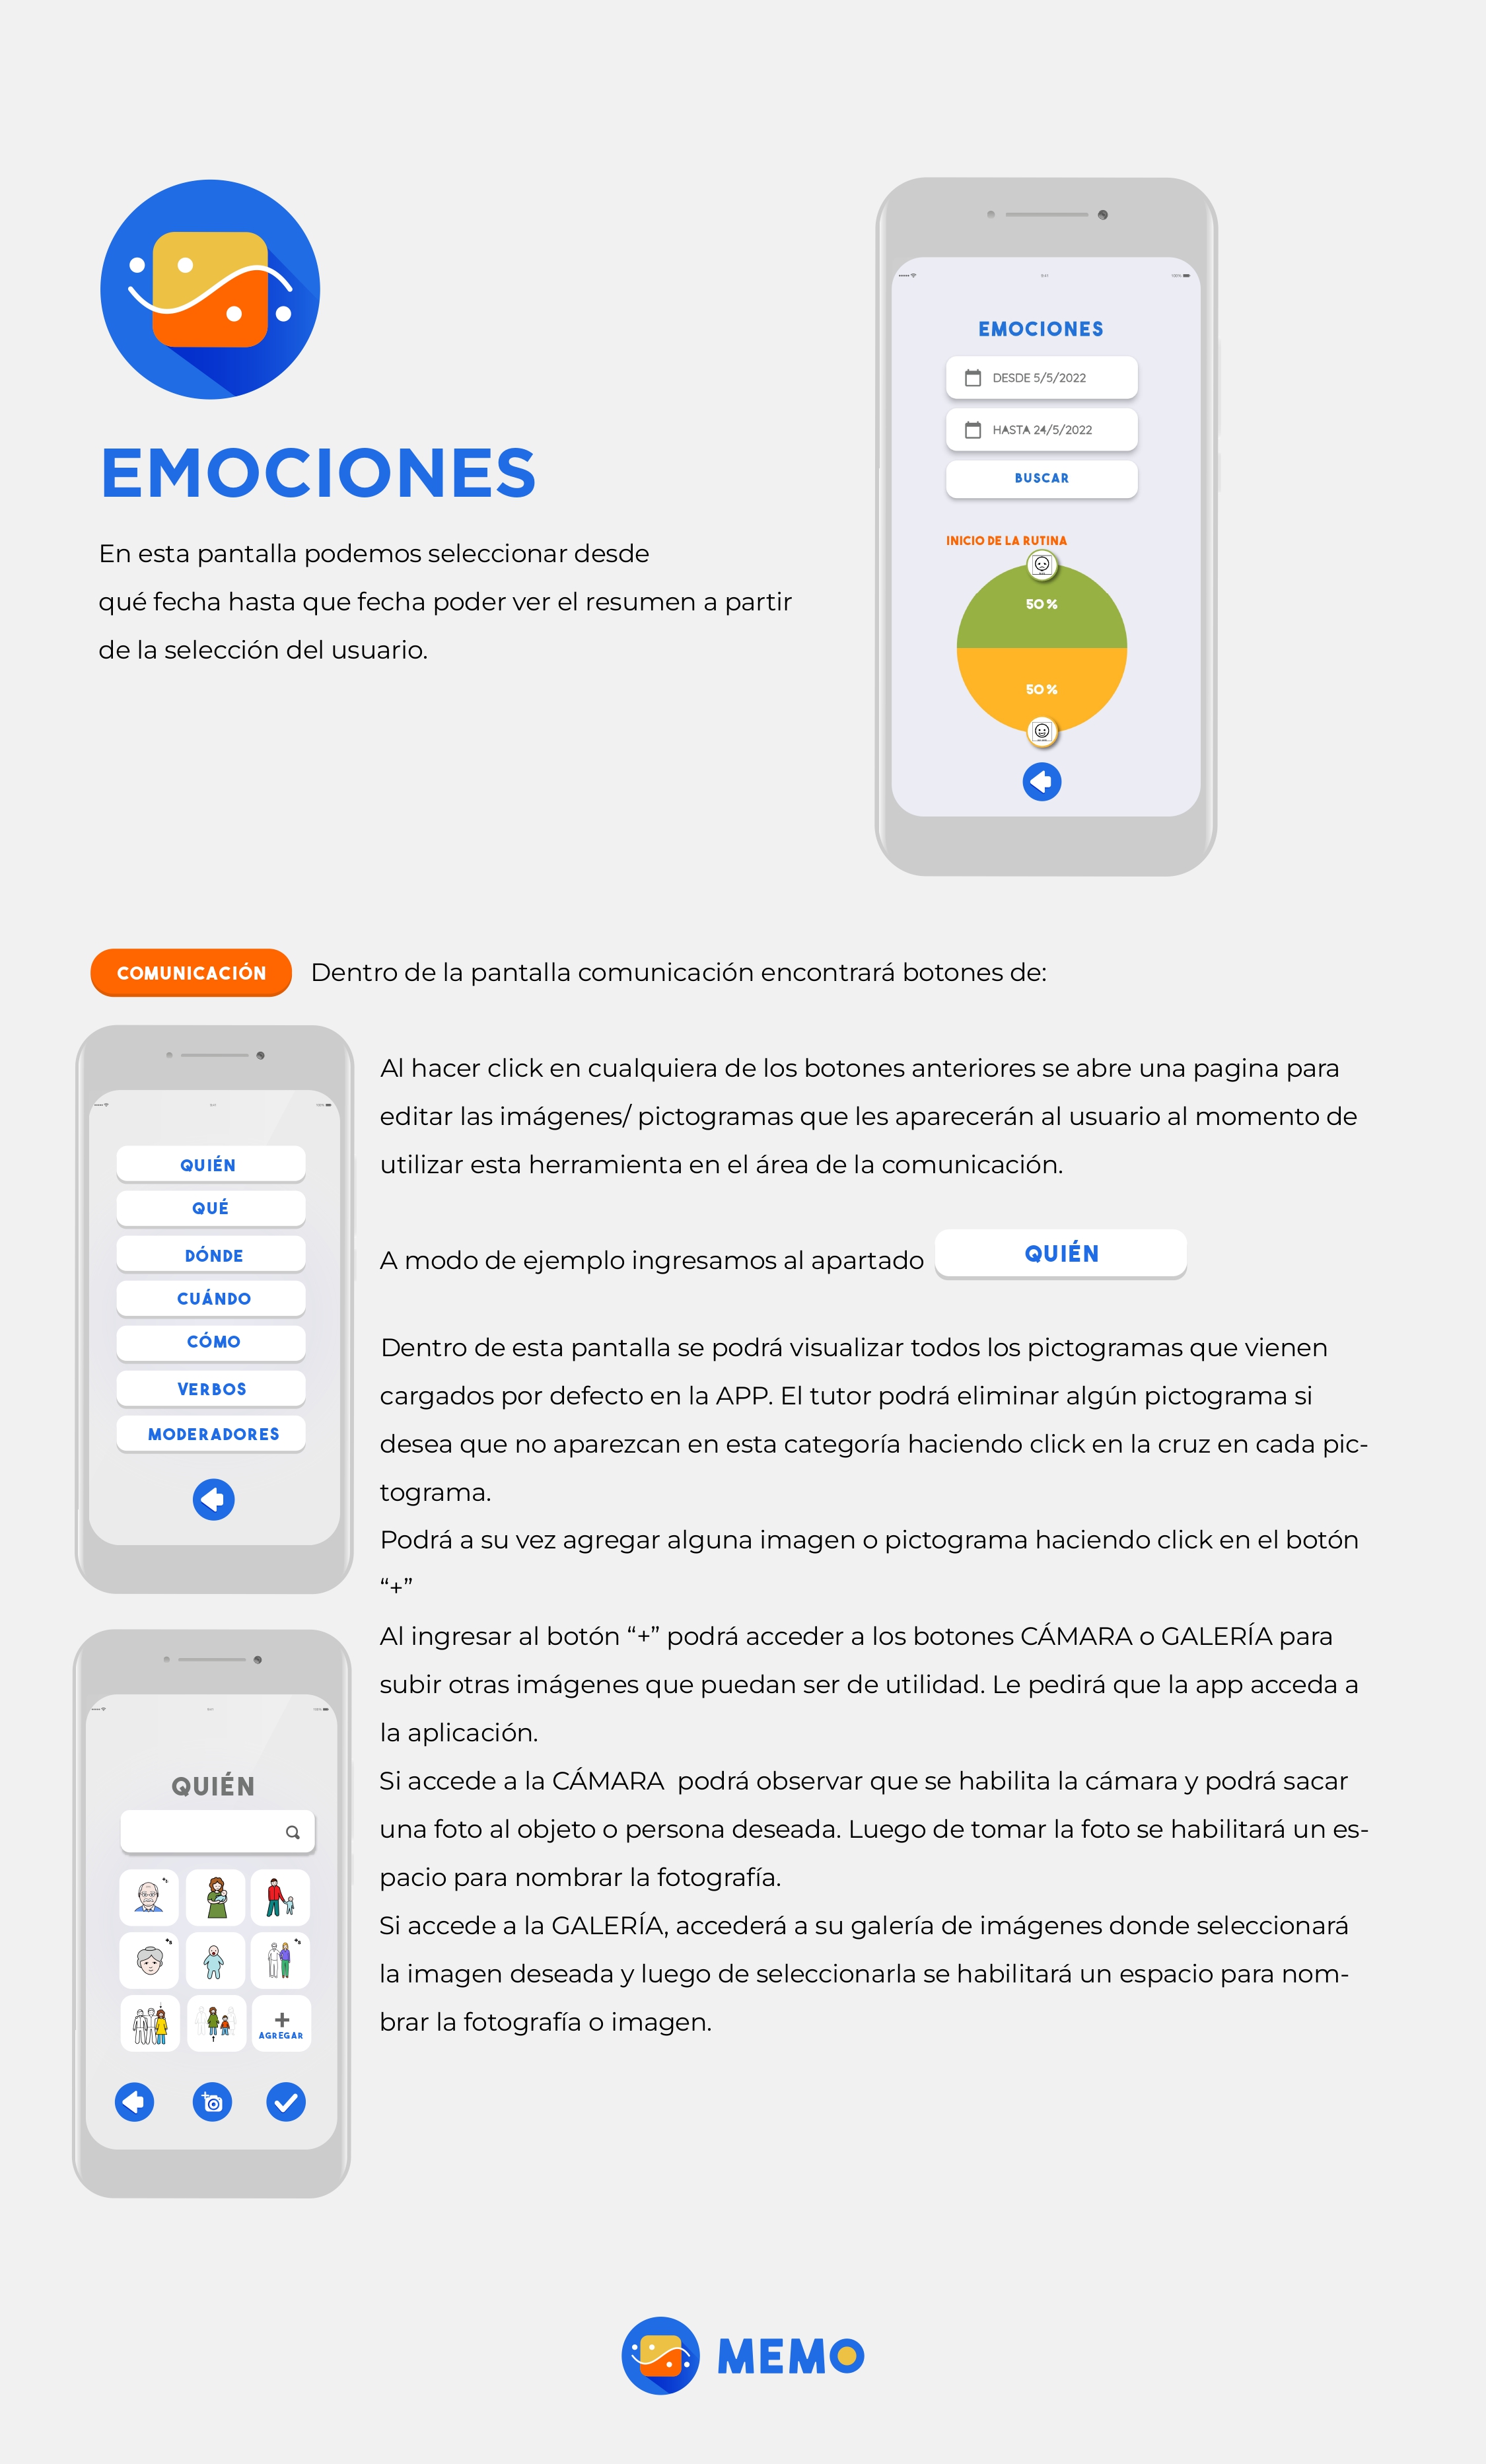 EMOCIONES
En esta pantalla podemos seleccionar desde
qué fecha hasta que fecha poder ver el resumen a partir
de la selección del usuario.
EMOCIONES
DESDE 5/5/2022
HASTA 24/5/2022
BUSCAR
INICIO DE LA RUTINA
50%
50%
COMUNICACIÓN
Dentro de la pantalla comunicación encontrará botones de:
QUIÉN
QUÉ
DÓNDE
CUÁNDO
CÓMO
VERBOS
MODERADORES
Al hacer click en cualquiera de los botones anteriores se abre una pagina para
editar las imágenes/ pictogramas que les aparecerán al usuario al momento de
utilizar esta herramienta en el área de la comunicación.
A modo de ejemplo ingresamos al apartado
QUIÉN
Dentro de esta pantalla se podrá visualizar todos los pictogramas que vienen
cargados por defecto en la APP. El tutor podrá eliminar algún pictograma si
desea que no aparezcan en esta categoría haciendo click en la cruz en cada pic-
tograma.
Podrá a su vez agregar alguna imagen o pictograma haciendo click en el botón
“+”
Al ingresar al botón “+” podrá acceder a los botones CÁMARA o GALERÍA para
subir otras imágenes que puedan ser de utilidad. Le pedirá que la app acceda a
la aplicación.
Si accede a la CÁMARA  podrá observar que se habilita la cámara y podrá sacar
una foto al objeto o persona deseada. Luego de tomar la foto se habilitará un es-
pacio para nombrar la fotografía.
Si accede a la GALERÍA, accederá a su galería de imágenes donde seleccionará
la imagen deseada y luego de seleccionarla se habilitará un espacio para nom-
brar la fotografía o imagen.
QUIÉN
+
AGREGAR
MEMO